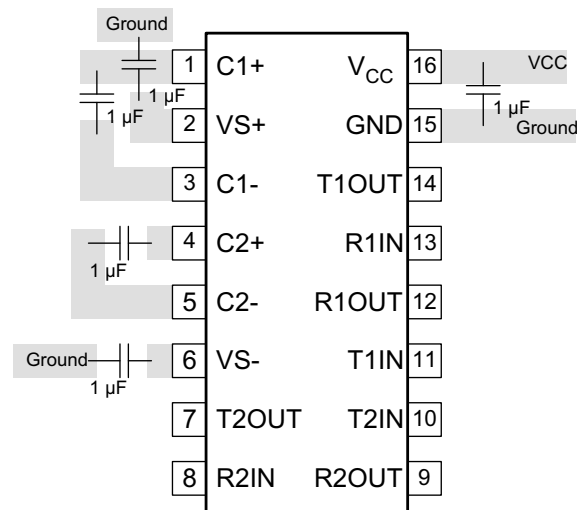 Ground
1 C1+ V_CC 16 VCC
1 µF
1 µF
1 µF
2 VS+ GND 15 Ground
3 C1- T1OUT 14
4 C2+ R1IN 13
1 µF
5 C2- R1OUT 12
Ground 6 VS- T1IN 11
1 µF
7 T2OUT T2IN 10
8 R2IN R2OUT 9